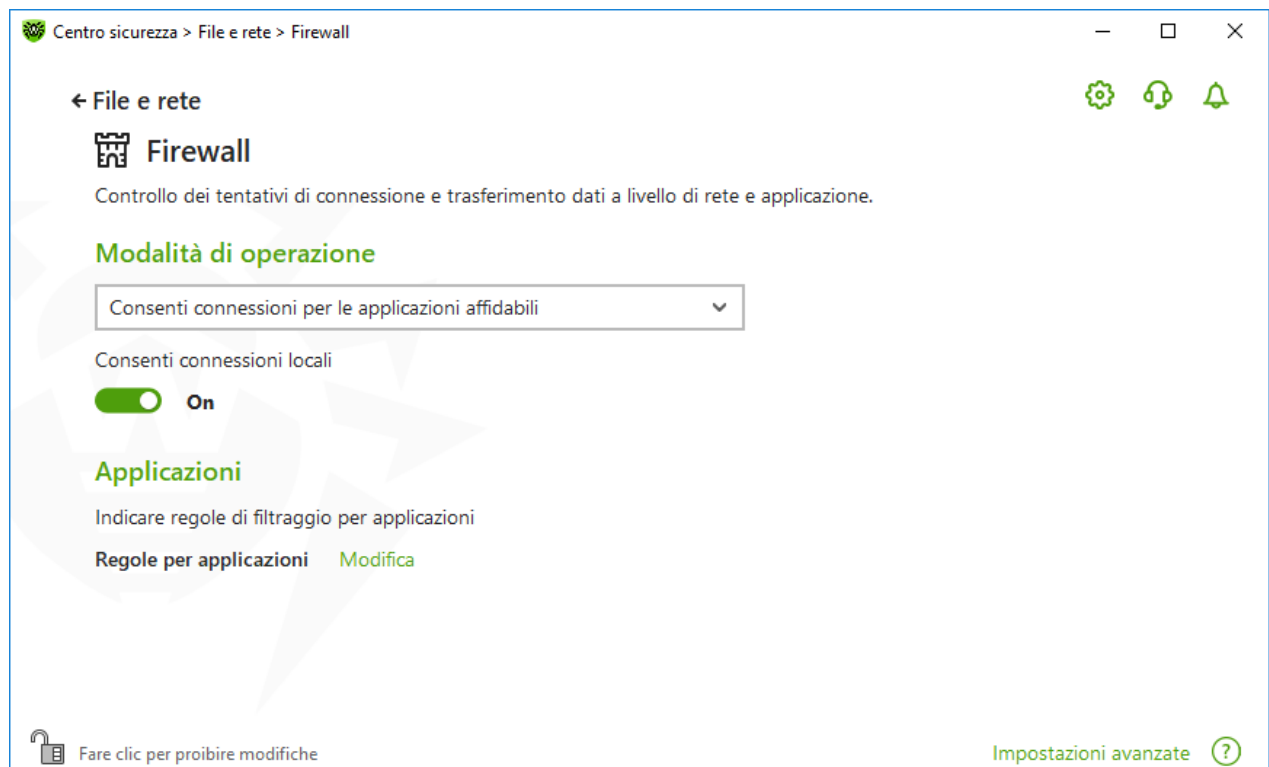 Centro sicurezza > File e rete > Firewall
File e rete
Firewall
Controllo dei tentativi di connessione e trasferimento dati a livello di rete e applicazione.
Modalità di operazione
Consenti connessioni per le applicazioni affidabili
Consenti connessioni locali
On
Applicazioni
Indicare regole di filtraggio per applicazioni
Regole per applicazioni Modifica
Fare clic per proibire modifiche Impostazioni avanzate ?